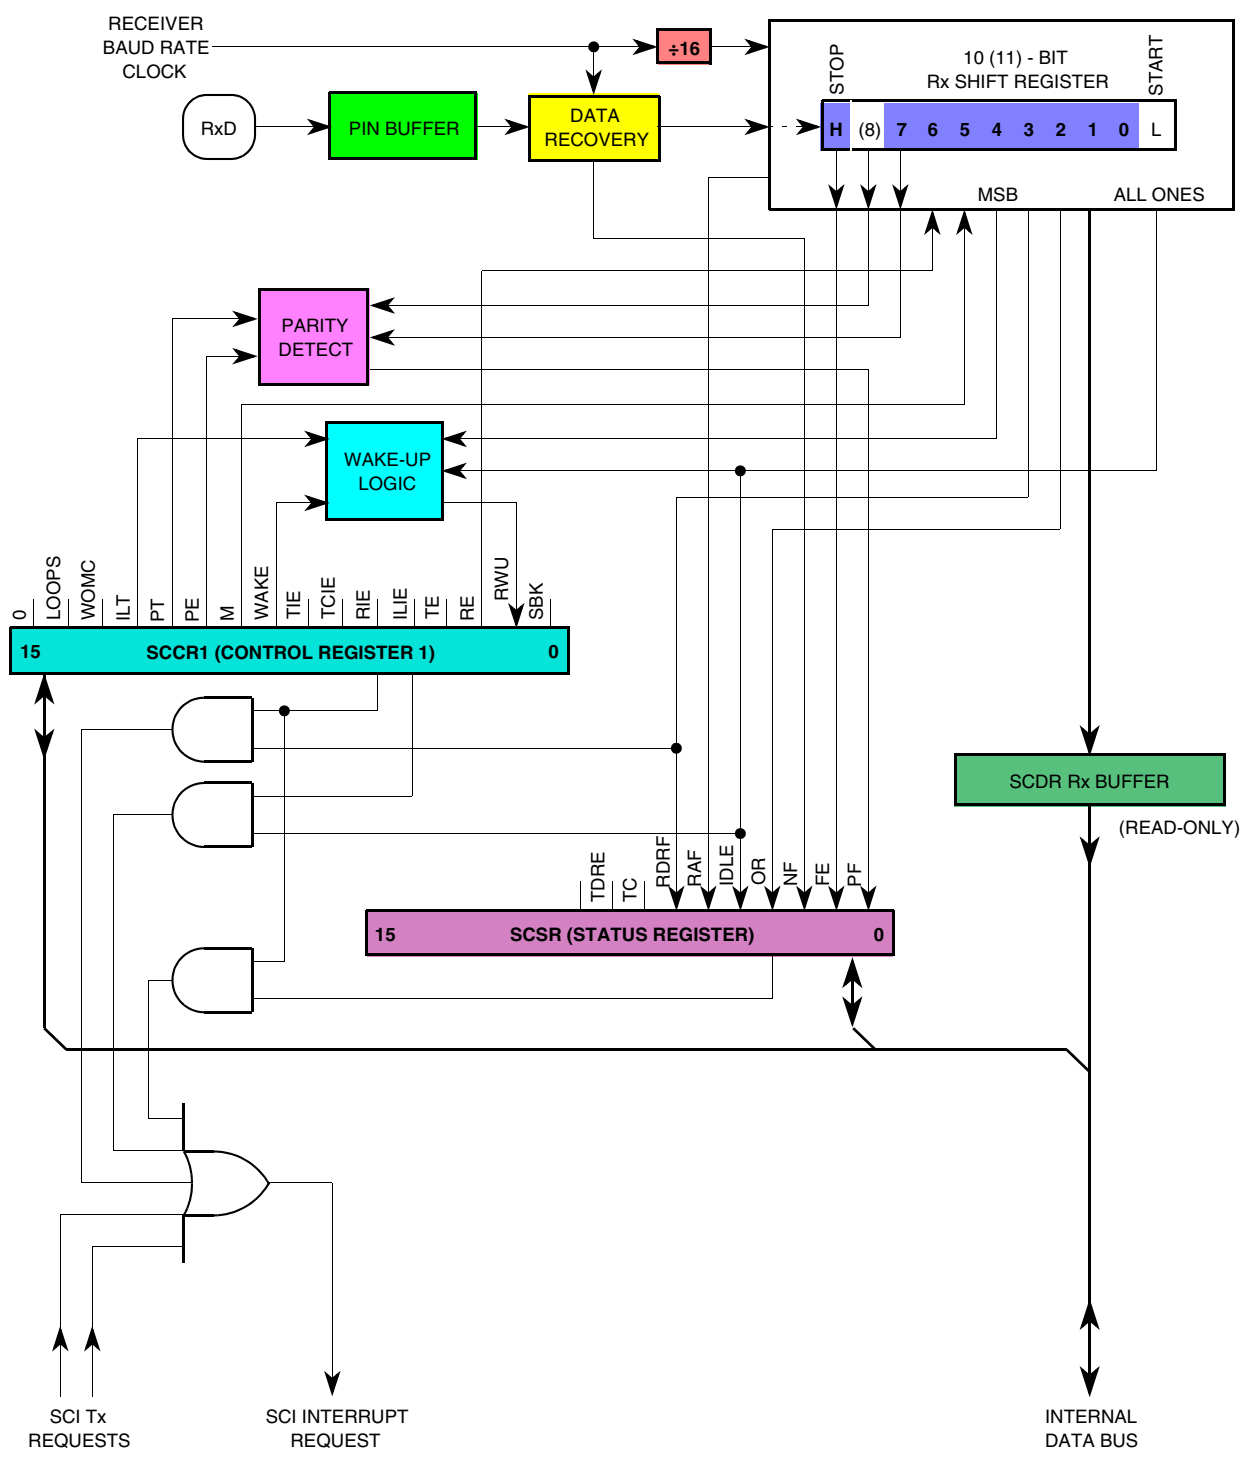 RECEIVER
BAUD RATE
CLOCK
÷16
10 (11) - BIT
Rx SHIFT REGISTER
STOP
START
RxD
PIN BUFFER
DATA
RECOVERY
H (8) 7 6 5 4 3 2 1 0 L
MSB
ALL ONES
PARITY
DETECT
WAKE-UP
LOGIC
0
LOOPS
WOMC
ILT
PT
PE
M
WAKE
TIE
TCIE
RIE
ILIE
TE
RE
RWU
SBK
15 SCCR1 (CONTROL REGISTER 1) 0
SCDR Rx BUFFER
(READ-ONLY)
TDRE
TC
RDRF
RAF
IDLE
OR
NF
FE
PF
15 SCSR (STATUS REGISTER) 0
SCI Tx
REQUESTS
SCI INTERRUPT
REQUEST
INTERNAL
DATA BUS